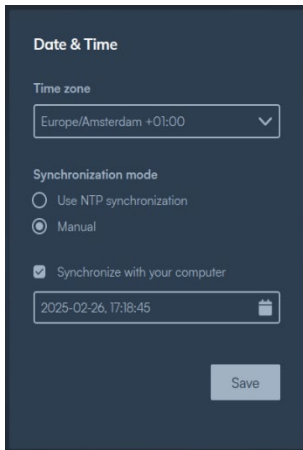 Date & Time
Time zone
Europe/Amsterdam +01:00
Synchronization mode
Use NTP synchronization
Manual
Synchronize with your computer
2025-02-26, 17:18:45
Save